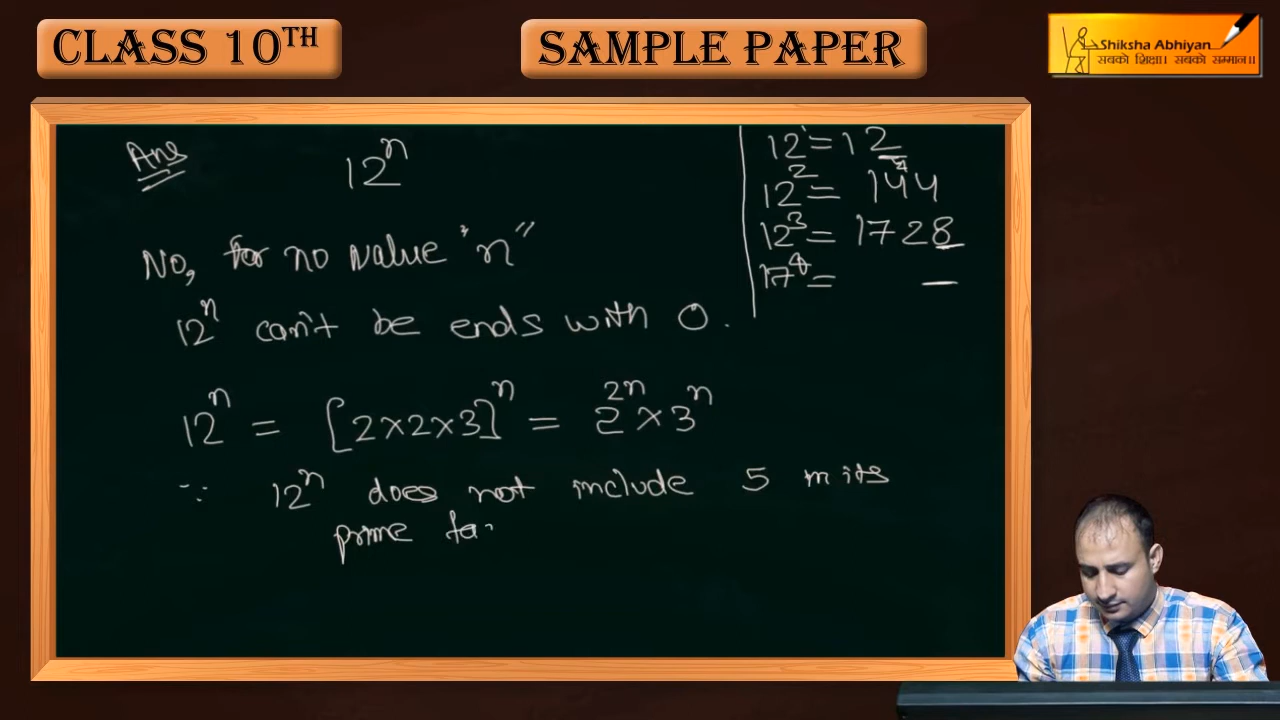 CLASS 10TH
SAMPLE PAPER
Shiksha Abhiyan
सबको शिक्षा। सबको सम्मान।।
Ans
12^n
12^1 = 12
12^2 = 144
12^3 = 1728
17^4 =
No, for no value "n"
12^n can't be ends with 0.
12^n = [2×2×3]^n = 2^2n × 3^n
∵ 12^n does not include 5 in its
prime fa